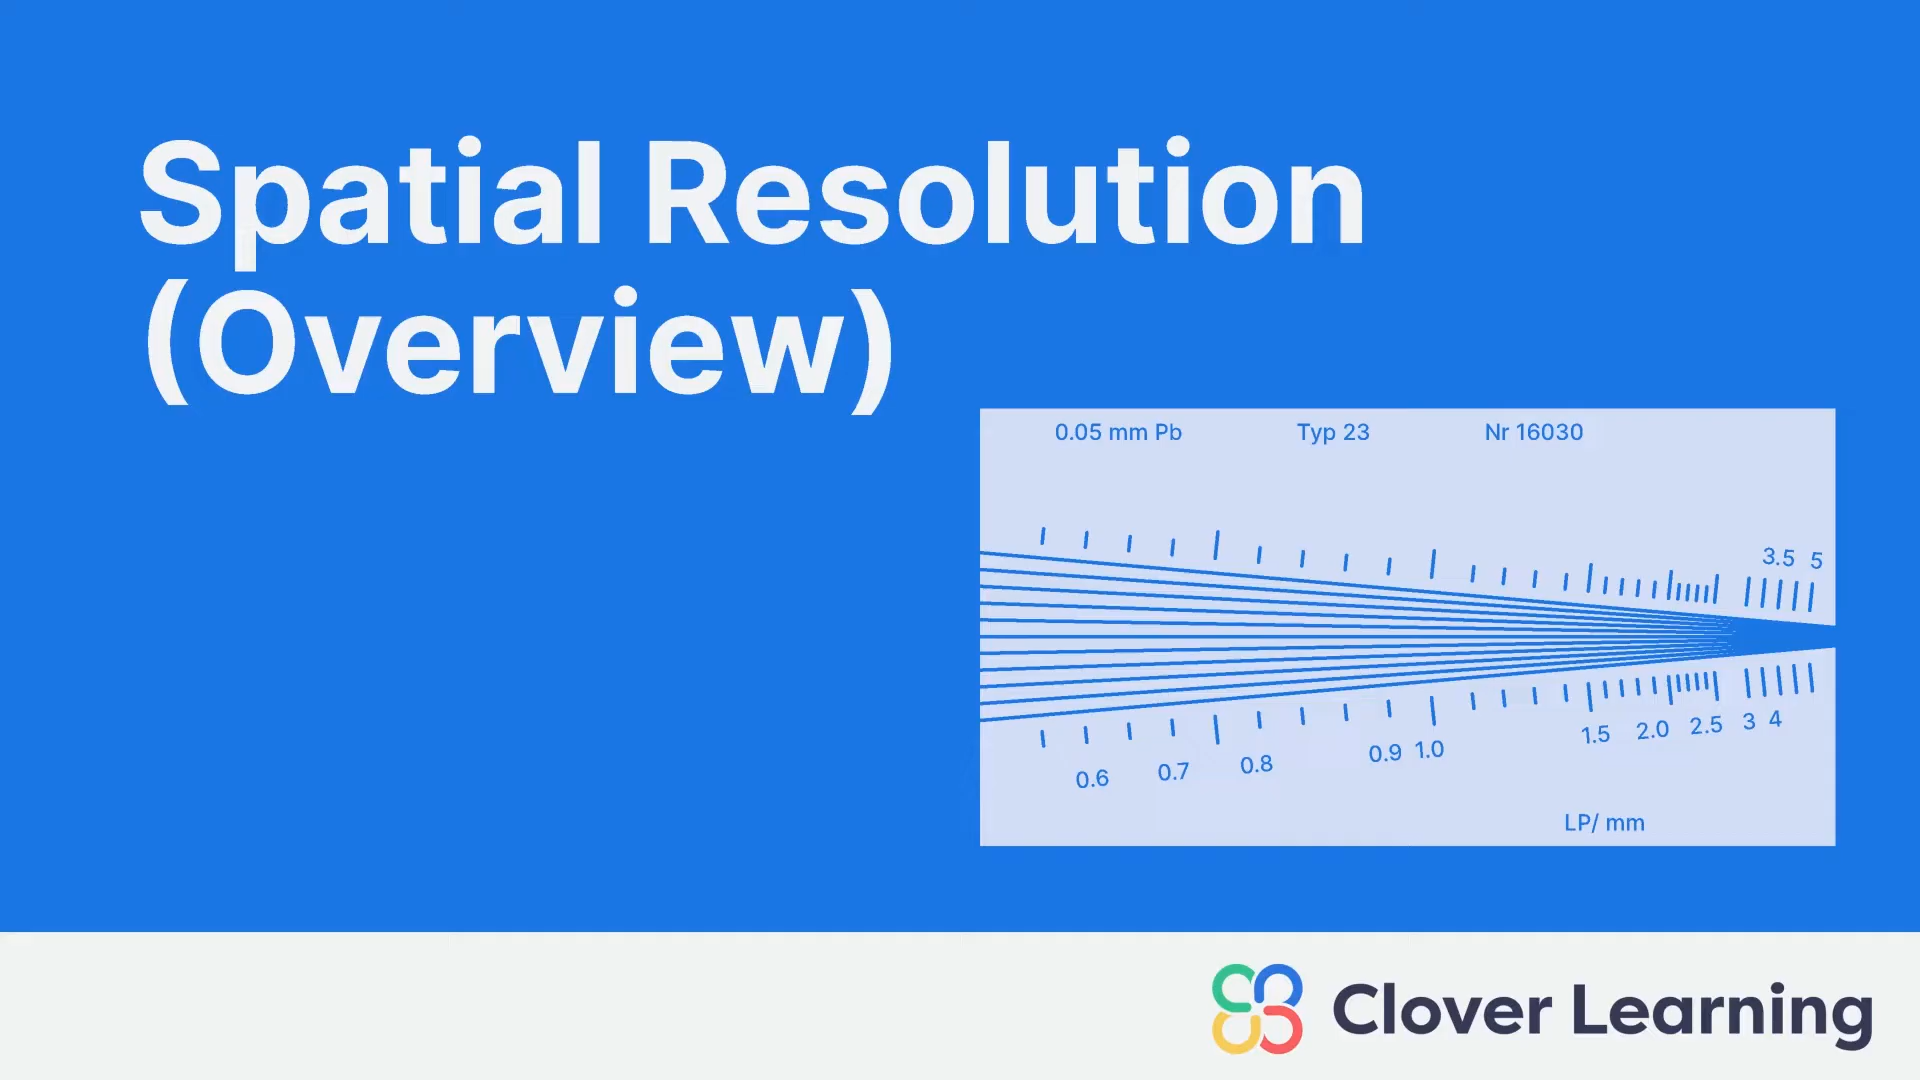 Spatial Resolution
(Overview)
0.05 mm Pb Typ 23 Nr 16030
3.5 5
0.6 0.7 0.8 0.9 1.0 1.5 2.0 2.5 3 4
LP/ mm
Clover Learning